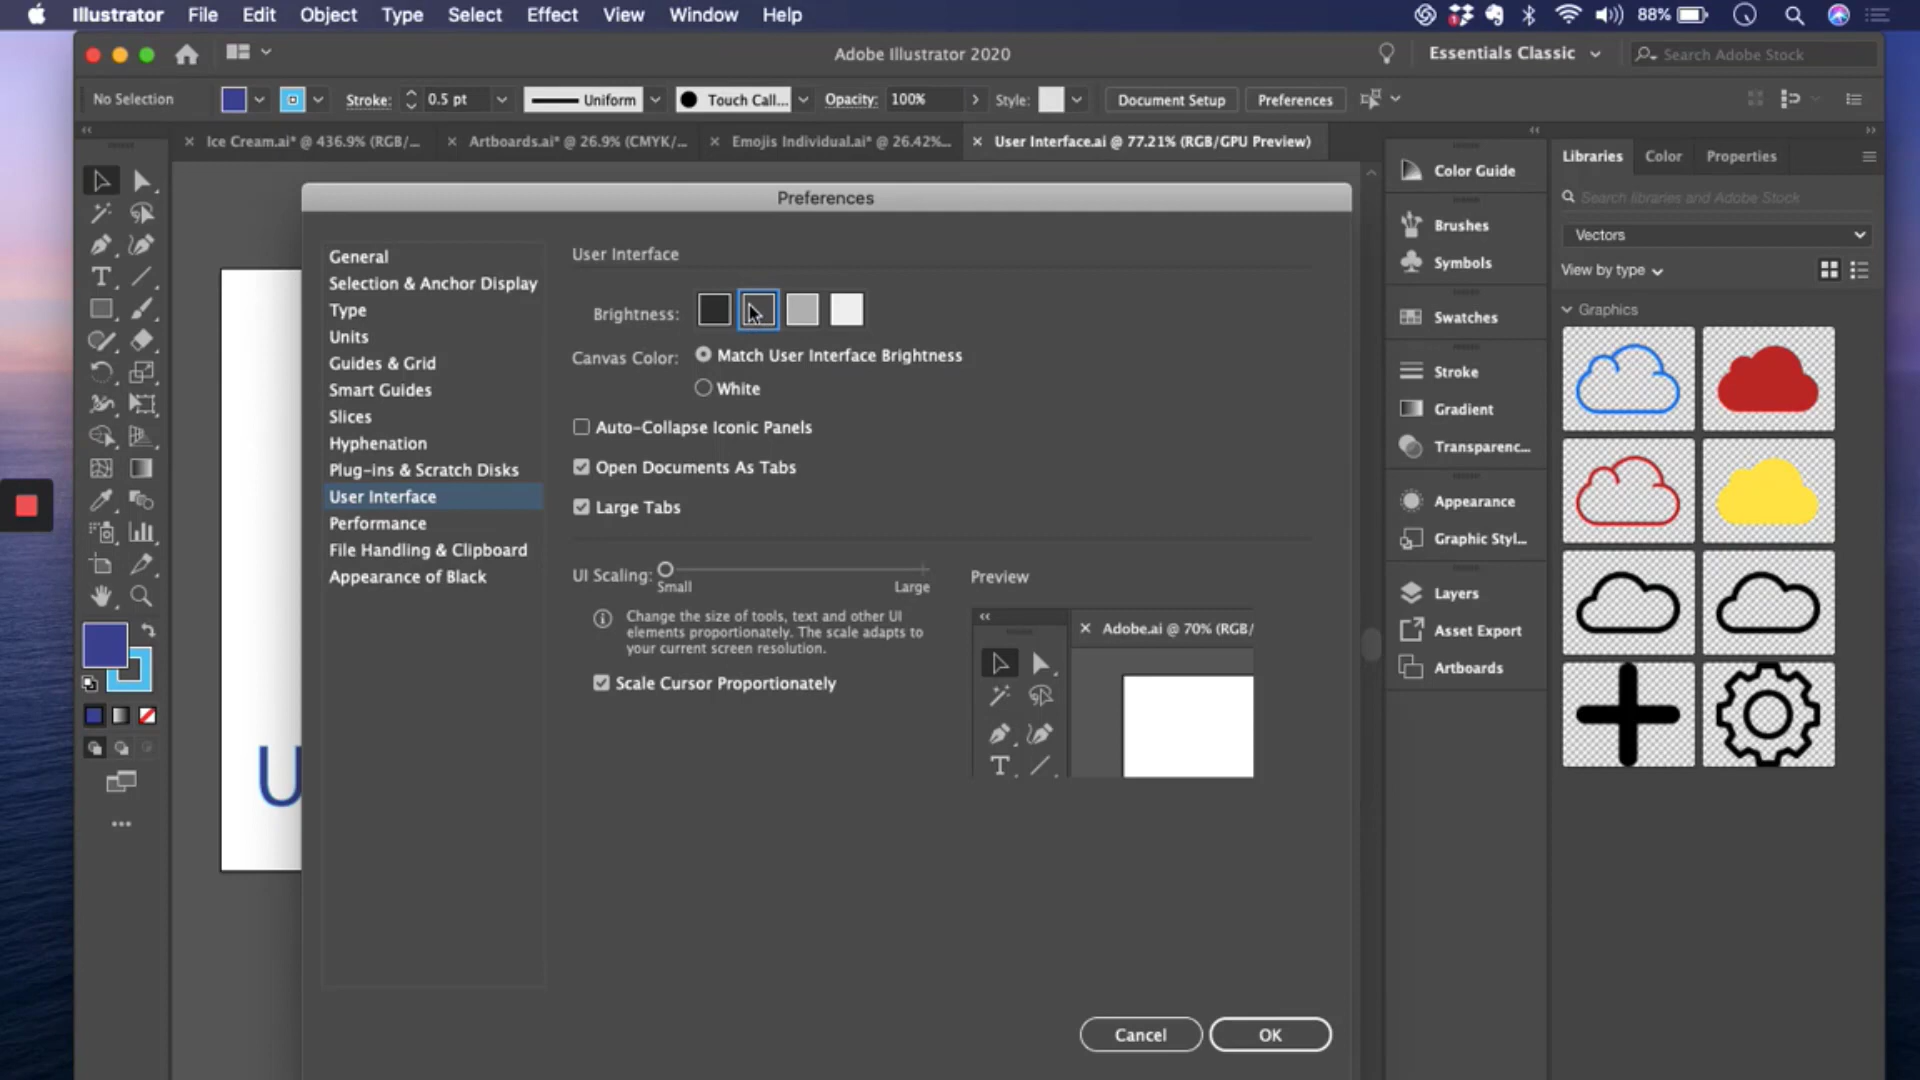 Illustrator File Edit Object Type Select Effect View Window Help
88%
Adobe Illustrator 2020
Essentials Classic
Search Adobe Stock
No Selection
Stroke: 0.5 pt
Uniform
Touch Call...
Opacity: 100%
Style:
Document Setup
Preferences
Ice Cream.ai* @ 436.9% (RGB/...
Artboards.ai* @ 26.9% (CMYK/...
Emojis Individual.ai* @ 26.42%...
User Interface.ai @ 77.21% (RGB/GPU Preview)
Preferences
General
Selection & Anchor Display
Type
Units
Guides & Grid
Smart Guides
Slices
Hyphenation
Plug-ins & Scratch Disks
User Interface
Performance
File Handling & Clipboard
Appearance of Black
User Interface
Brightness:
Canvas Color: Match User Interface Brightness
White
Auto-Collapse Iconic Panels
Open Documents As Tabs
Large Tabs
UI Scaling:
Small Large
Change the size of tools, text and other UI
elements proportionately. The scale adapts to
your current screen resolution.
Scale Cursor Proportionately
Preview
Adobe.ai @ 70% (RGB/
Cancel OK
U
Color Guide
Brushes
Symbols
Swatches
Stroke
Gradient
Transparenc...
Appearance
Graphic Styl...
Layers
Asset Export
Artboards
Libraries Color Properties
Search libraries and Adobe Stock
Vectors
View by type
Graphics